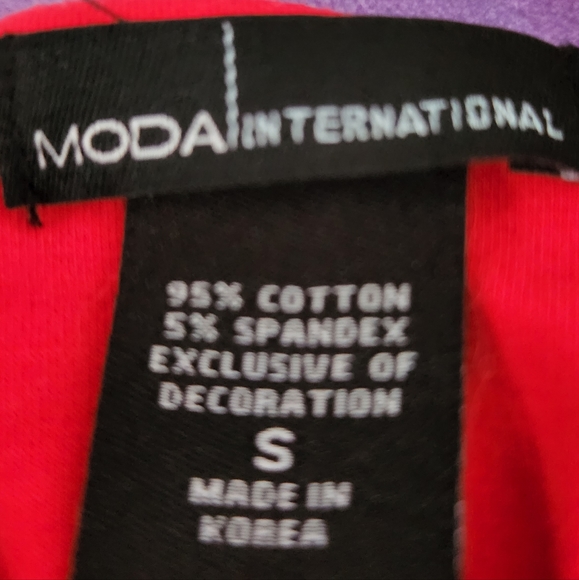 MODA INTERNATIONAL
95% COTTON
5% SPANDEX
EXCLUSIVE OF
DECORATION
S
MADE IN
KOREA